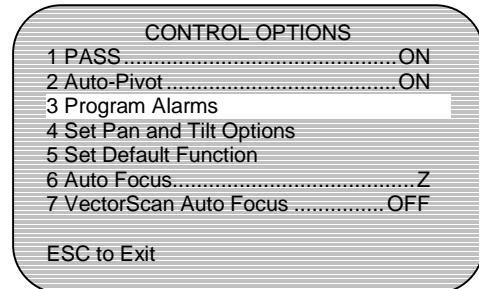 CONTROL OPTIONS
1 PASS..............................................ON
2 Auto-Pivot.......................................ON
3 Program Alarms
4 Set Pan and Tilt Options
5 Set Default Function
6 Auto Focus.........................................Z
7 VectorScan Auto Focus ...............OFF
ESC to Exit